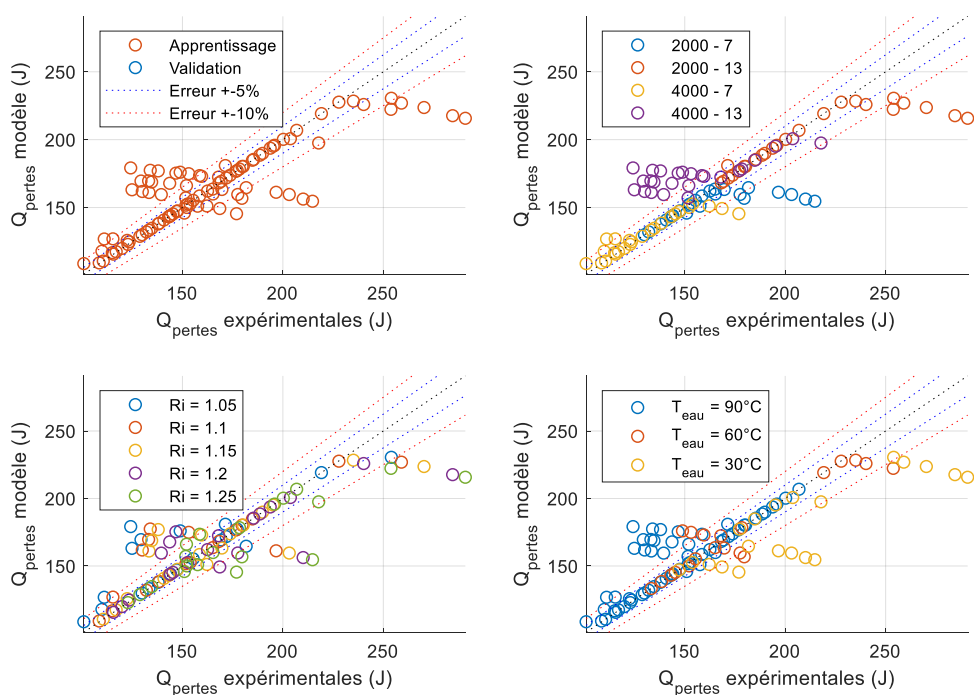 Apprentissage
Validation
Erreur +-5%
Erreur +-10%
250
200
150
150
200
250
Q_pertes modèle (J)
Q_pertes expérimentales (J)
2000 - 7
2000 - 13
4000 - 7
4000 - 13
250
200
150
150
200
250
Q_pertes modèle (J)
Q_pertes expérimentales (J)
Ri = 1.05
Ri = 1.1
Ri = 1.15
Ri = 1.2
Ri = 1.25
250
200
150
150
200
250
Q_pertes modèle (J)
Q_pertes expérimentales (J)
T_eau = 90°C
T_eau = 60°C
T_eau = 30°C
250
200
150
150
200
250
Q_pertes modèle (J)
Q_pertes expérimentales (J)